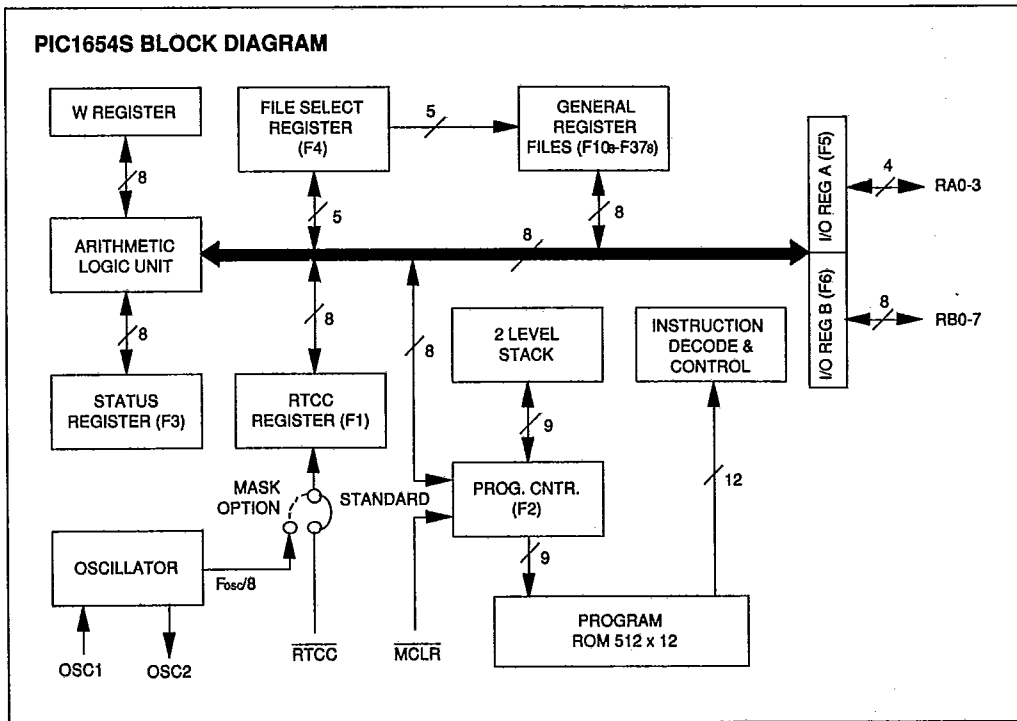 PIC1654S BLOCK DIAGRAM
W REGISTER
FILE SELECT
REGISTER
(F4)
5
GENERAL
REGISTER
FILES (F10₈-F37₈)
8
5
8
I/O REG A (F5)
4
RA0-3
ARITHMETIC
LOGIC UNIT
8
8
8
8
I/O REG B (F6)
8
RB0-7
2 LEVEL
STACK
INSTRUCTION
DECODE &
CONTROL
STATUS
REGISTER (F3)
RTCC
REGISTER (F1)
9
12
MASK
OPTION
STANDARD
PROG. CNTR.
(F2)
9
OSCILLATOR
Fosc/8
PROGRAM
ROM 512 x 12
OSC1
OSC2
RTCC
MCLR